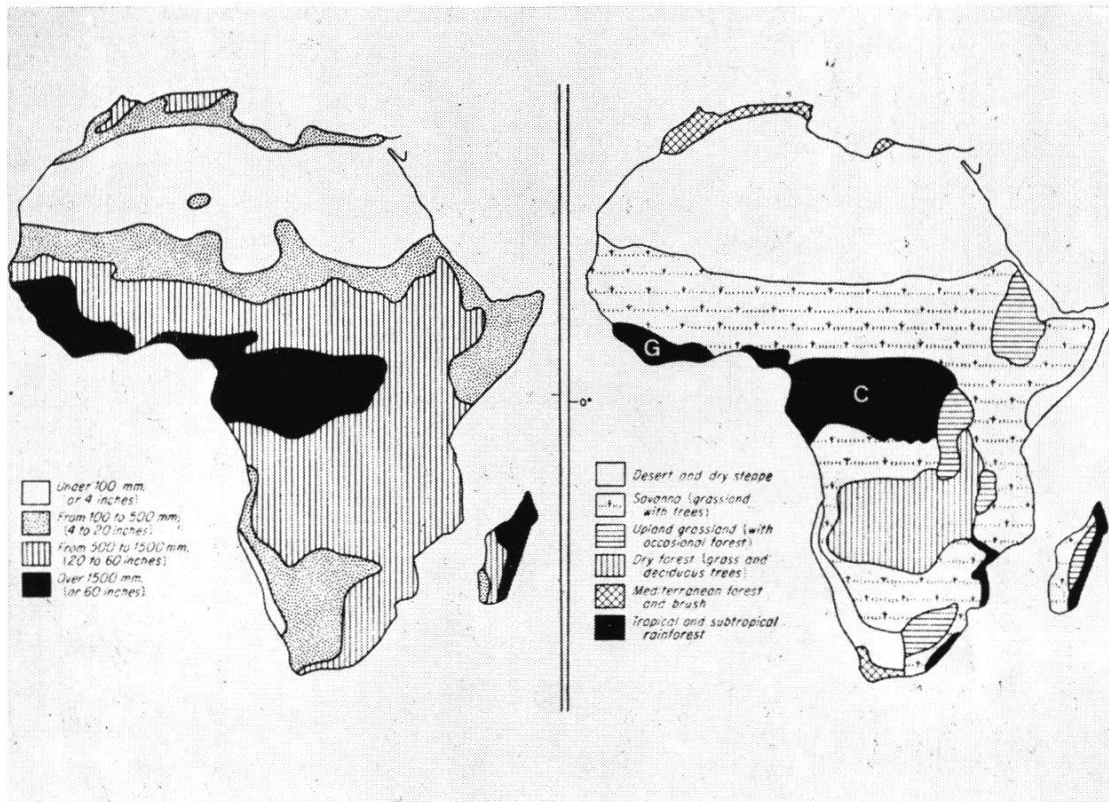 Under 100 mm.
(or 4 inches)
From 100 to 500 mm,
(4 to 20 inches)
From 500 to 1500 mm,
(20 to 60 inches)
Over 1500 mm.
(or 60 inches)
G
C
0°
Desert and dry steppe
Savanna (grassland
with trees)
Upland grassland (with
occasional forest)
Dry forest (grass and
deciduous trees)
Mediterranean forest
and brush
Tropical and subtropical
rainforest